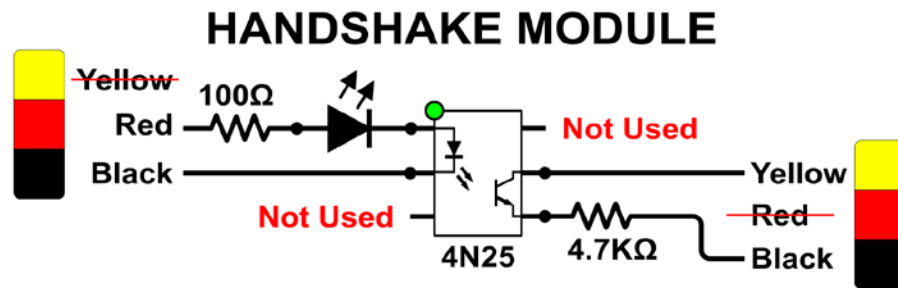 HANDSHAKE MODULE
Yellow
100Ω
Red
Not Used
Black
Yellow
Not Used
Red
4N25
4.7KΩ
Black